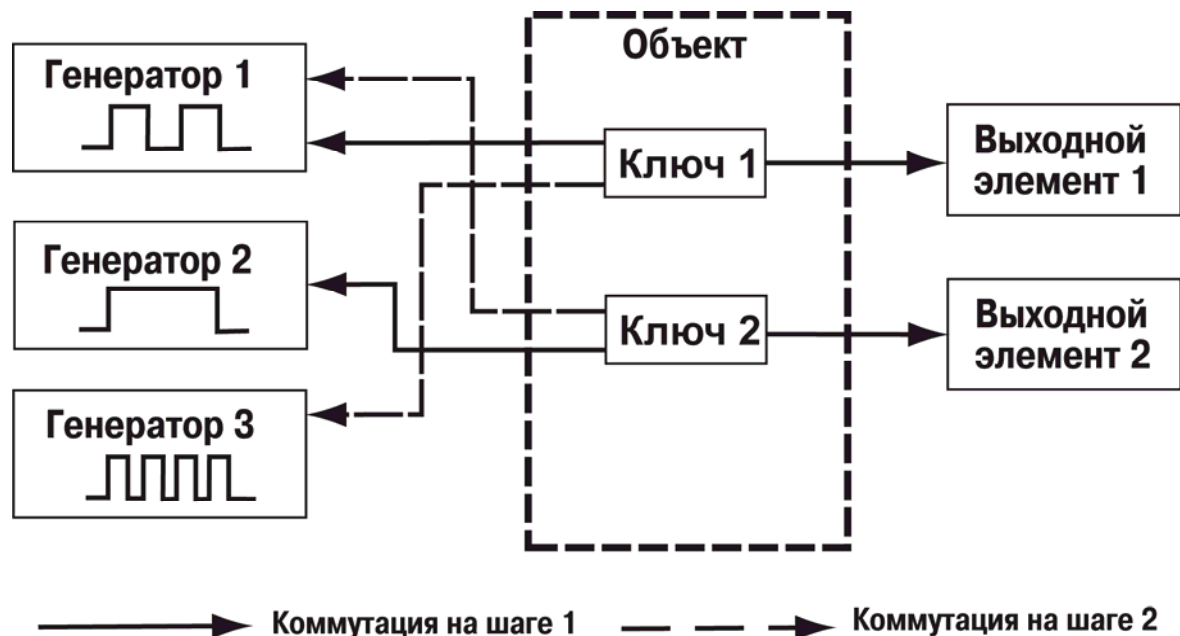 Объект
Генератор 1
Ключ 1
Выходной
элемент 1
Генератор 2
Ключ 2
Выходной
элемент 2
Генератор 3
Коммутация на шаге 1
Коммутация на шаге 2